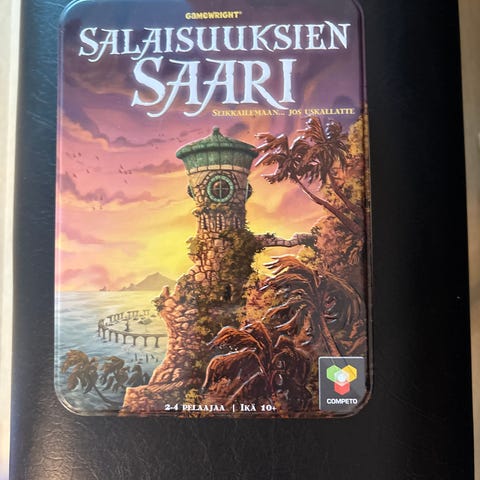 GAMEWRIGHT®
SALAISUUKSIEN
SAARI
SEIKKAILEMAAN... JOS USKALLATTE
2-4 PELAAJAA | IKÄ 10+
COMPETO